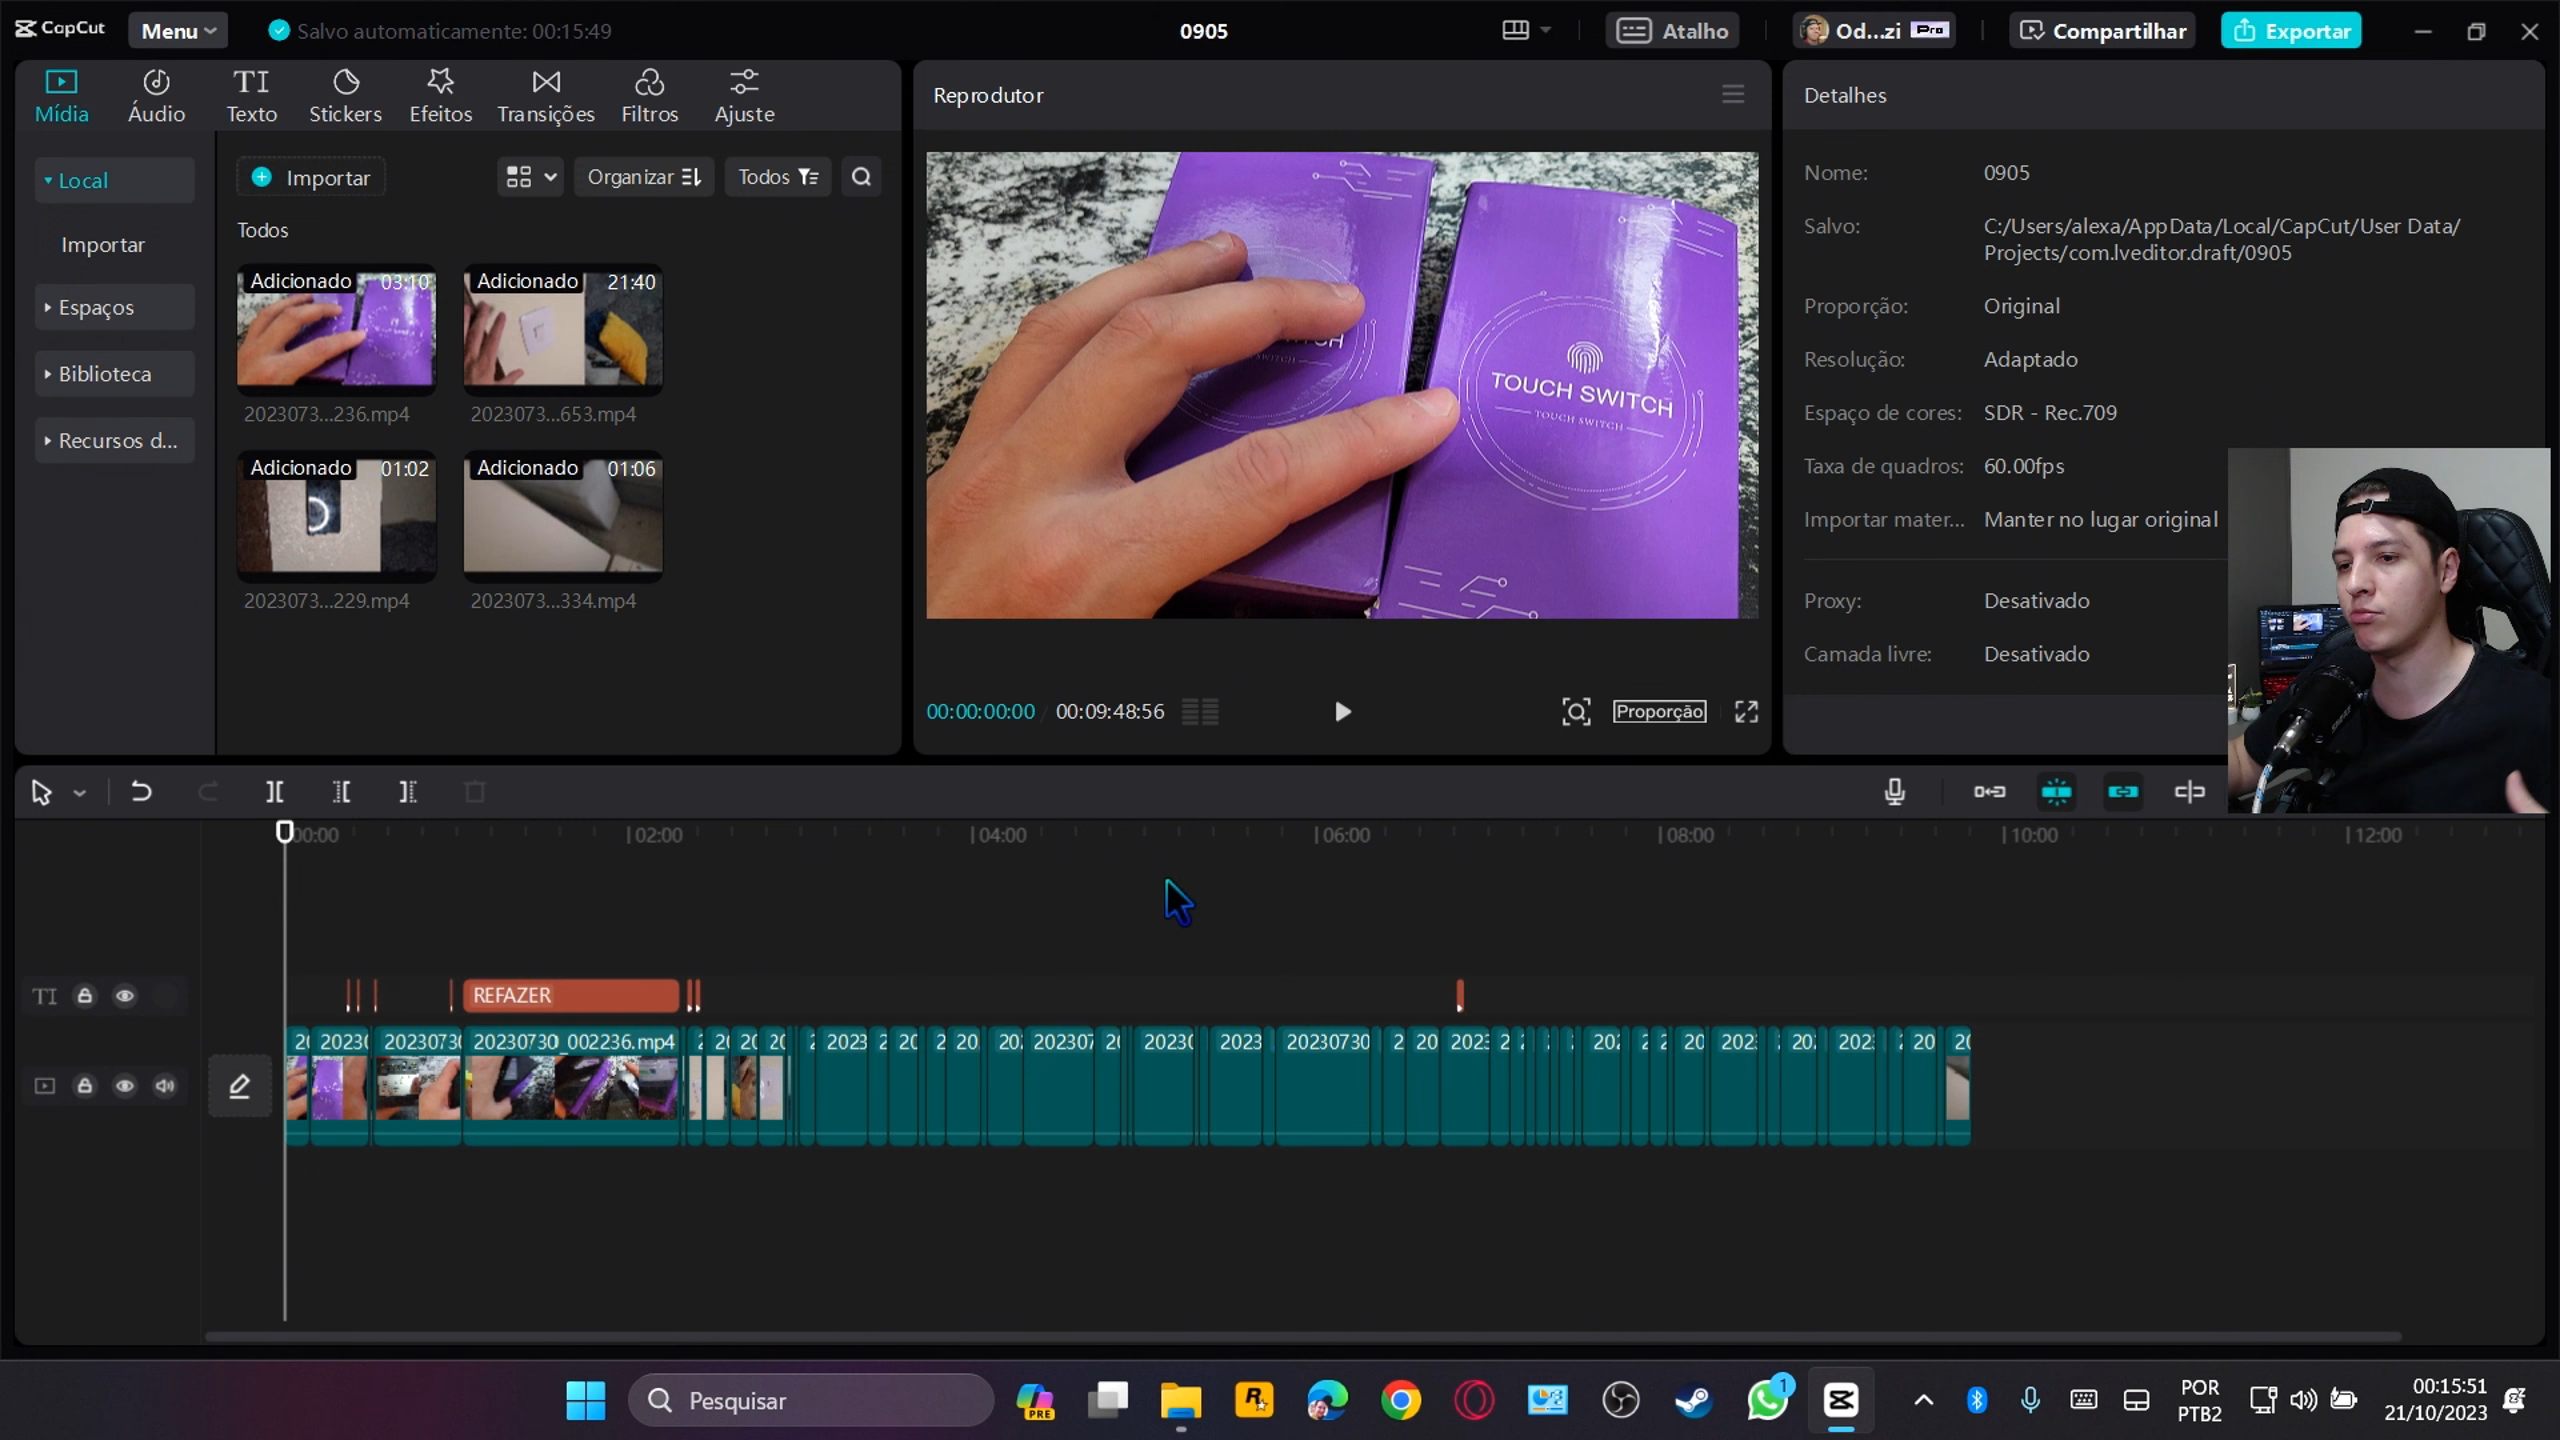 CapCut
Menu
Salvo automaticamente: 00:15:49
0905
Atalho
Od...zi
Pro
Compartilhar
Exportar
Mídia
Áudio
Texto
Stickers
Efeitos
Transições
Filtros
Ajuste
Local
Importar
Espaços
Biblioteca
Recursos d...
Importar
Organizar
Todos
Todos
Adicionado
03:10
Adicionado
21:40
2023073...236.mp4
2023073...653.mp4
Adicionado
01:02
Adicionado
01:06
2023073...229.mp4
2023073...334.mp4
Reprodutor
TOUCH SWITCH
TOUCH SWITCH
00:00:00:00
00:09:48:56
Proporção
Detalhes
Nome:
0905
Salvo:
C:/Users/alexa/AppData/Local/CapCut/User Data/
Projects/com.lveditor.draft/0905
Proporção:
Original
Resolução:
Adaptado
Espaço de cores:
SDR - Rec.709
Taxa de quadros:
60.00fps
Importar mater...
Manter no lugar original
Proxy:
Desativado
Camada livre:
Desativado
00:00
02:00
04:00
06:00
08:00
10:00
12:00
TI
REFAZER
20230730_002236.mp4
20230730
Pesquisar
PRE
1
POR
PTB2
00:15:51
21/10/2023